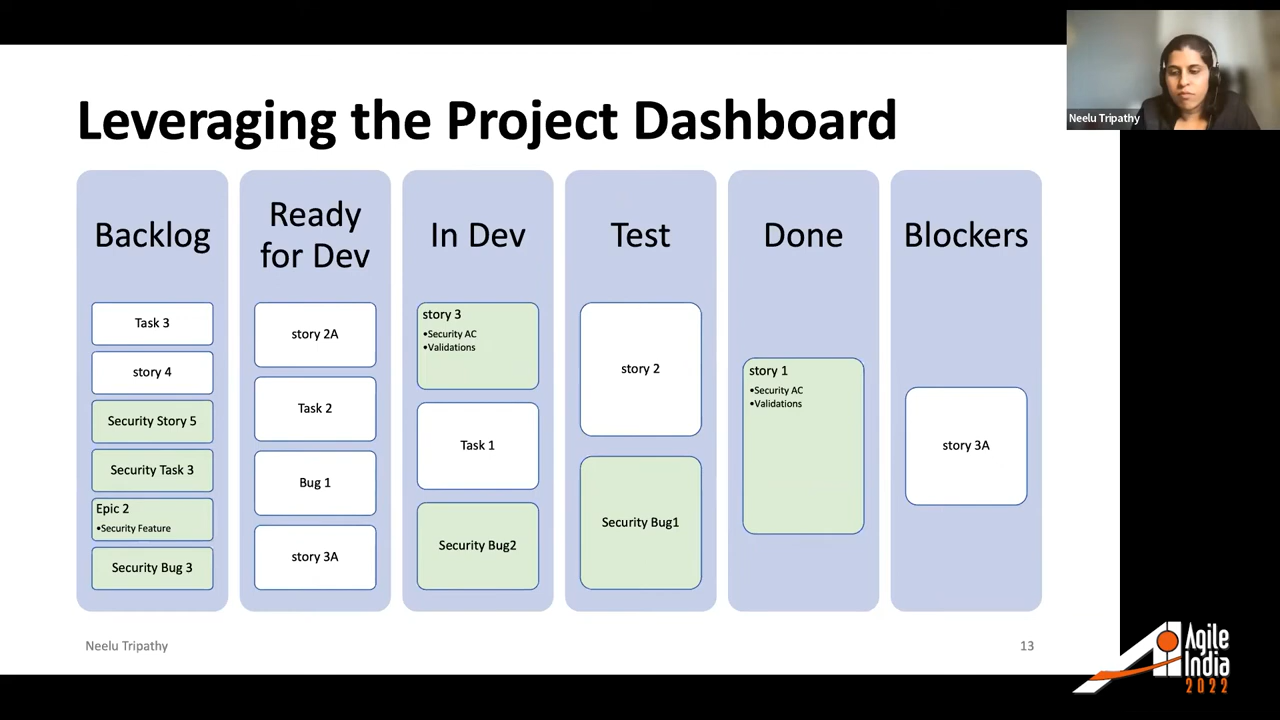 Neelu Tripathy
Leveraging the Project Dashboard
Backlog
Task 3
story 4
Security Story 5
Security Task 3
Epic 2
•Security Feature
Security Bug 3
Ready
for Dev
story 2A
Task 2
Bug 1
story 3A
In Dev
story 3
•Security AC
•Validations
Task 1
Security Bug2
Test
story 2
Security Bug1
Done
story 1
•Security AC
•Validations
Blockers
story 3A
Neelu Tripathy
13
Agile
India
2022